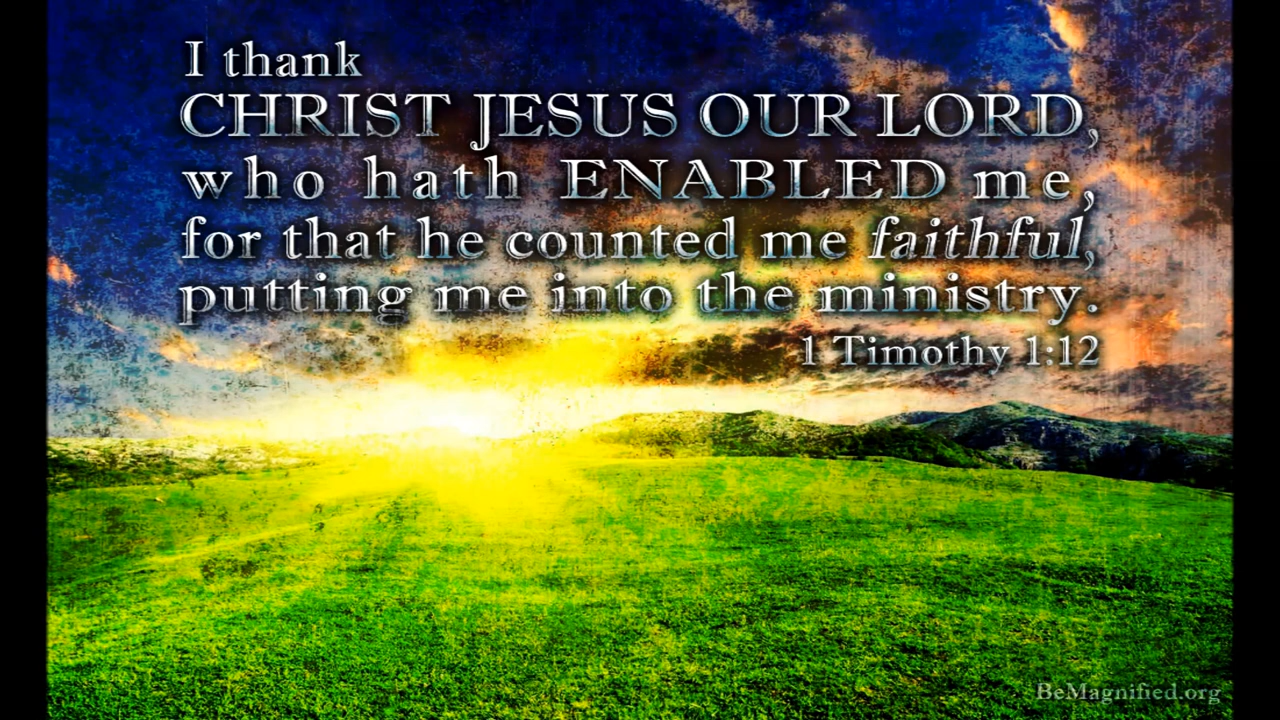 I thank
CHRIST JESUS OUR LORD,
who hath ENABLED me,
for that he counted me faithful,
putting me into the ministry.
1 Timothy 1:12
BeMagnified.org